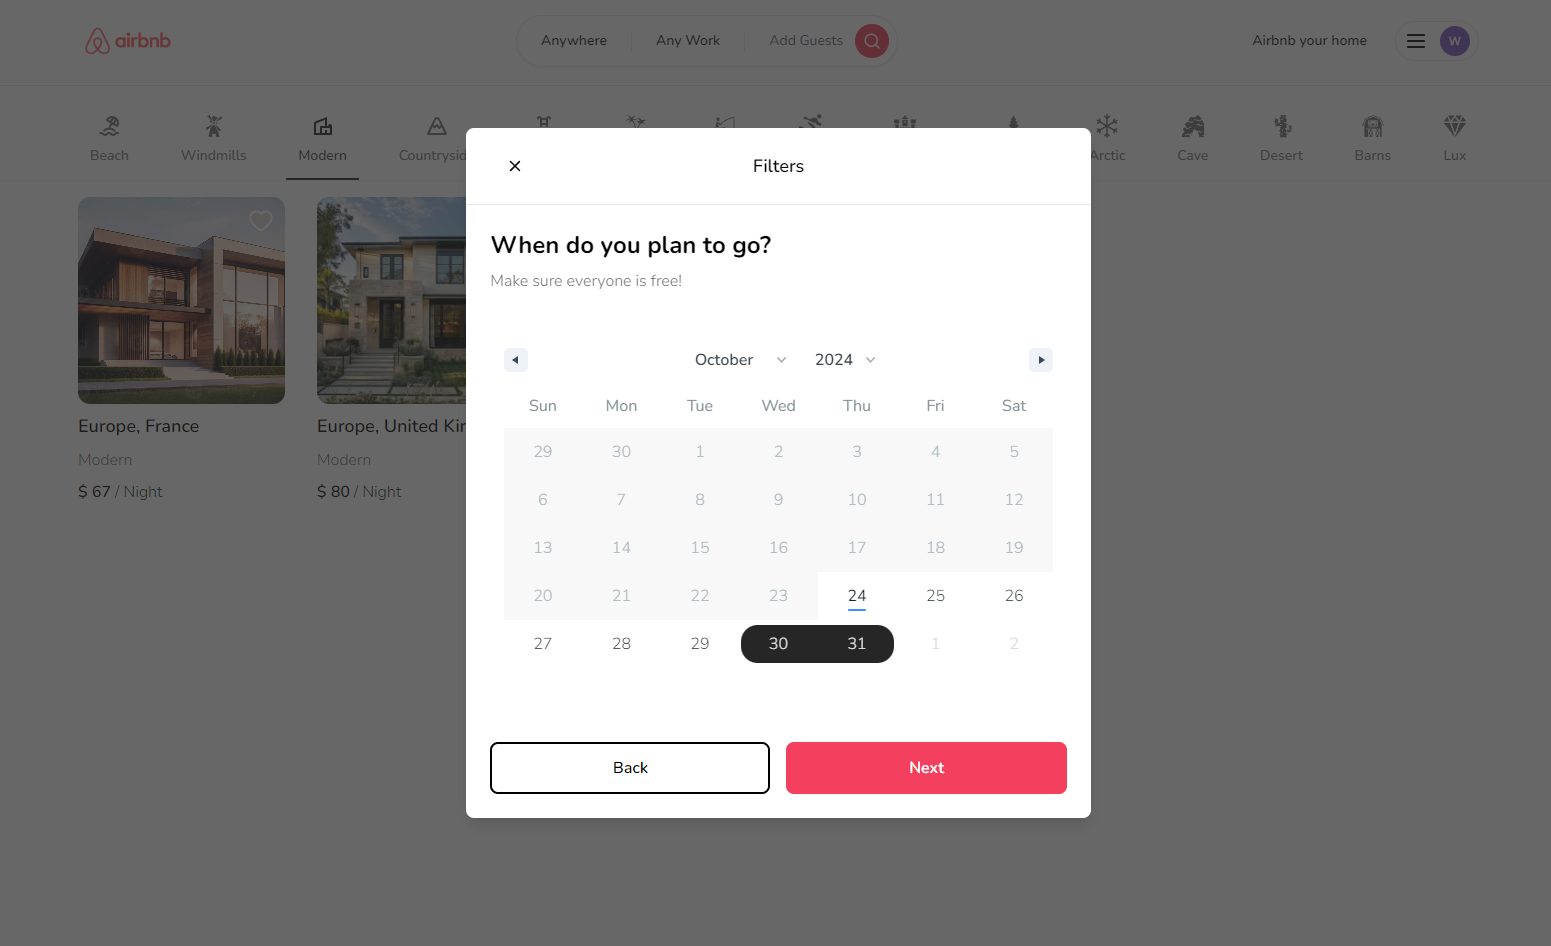 airbnb
Anywhere Any Work Add Guests
Airbnb your home W
Beach Windmills Modern Countrysid Arctic Cave Desert Barns Lux
Filters
When do you plan to go?
Make sure everyone is free!
October 2024
Sun Mon Tue Wed Thu Fri Sat
29 30 1 2 3 4 5
6 7 8 9 10 11 12
13 14 15 16 17 18 19
20 21 22 23 24 25 26
27 28 29 30 31 1 2
Back Next
Europe, France
Modern
$ 67 / Night
Europe, United Kin
Modern
$ 80 / Night